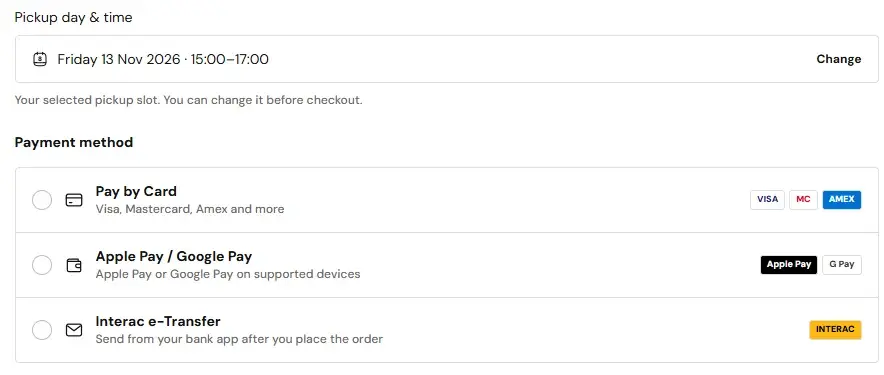 Pickup day & time
Friday 13 Nov 2026 · 15:00–17:00 Change
Your selected pickup slot. You can change it before checkout.
Payment method
Pay by Card
Visa, Mastercard, Amex and more
VISA MC AMEX
Apple Pay / Google Pay
Apple Pay or Google Pay on supported devices
Apple Pay G Pay
Interac e-Transfer
Send from your bank app after you place the order
INTERAC